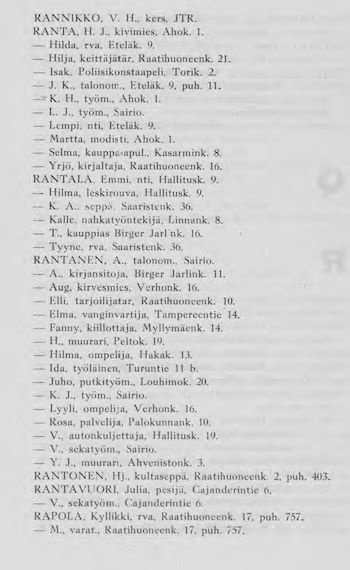 RANNIKKO, V. H., kers, JTR.
RANTA, H. J., kivimies, Ahok. 1.
— Hilda, rva, Eteläk. 9.
— Hilja, keittäjätär, Raatihuoneenk. 21.
— Isak, Poliisikonstaapeli, Torik. 2.
— J. K., talonom., Eteläk. 9, puh. 11.
— K. H., työm., Ahok. 1.
— L. J., työm., Sairio.
— Lempi, nti, Eteläk. 9.
— Martta, modisti, Ahok. 1.
— Selma, kauppa-apul., Kasarmink. 8.
— Yrjö, kirjaltaja, Raatihuoneenk. 16.
RANTALA, Emmi, nti, Hallitusk. 9.
— Hilma, leskirouva, Hallitusk. 9.
— K. A., seppä, Saaristenk. 36.
— Kalle, nahkatyöntekijä, Linnank. 8.
— T., kauppias Birger Jarl nk. 16.
— Tyyne, rva, Saaristenk. 36.
RANTANEN, A., talonom., Sairio.
— A., kirjansitoja, Birger Jarlink. 11.
— Aug, kirvesmies, Verhonk. 16.
— Elli, tarjoilijatar, Raatihuoneenk. 10.
— Elma, vanginvartija, Tampereentie 14.
— Fanny, kiillottaja, Myllymäenk. 14.
— H., muurari, Peltok. 19.
— Hilma, ompelija, Hakak. 13.
— Ida, työläinen, Turuntie 11 b.
— Juho, putkityöm., Louhimok. 20.
— K. J., työm., Sairio.
— Lyyli, ompelija, Verhonk. 16.
— Rosa, palvelija, Palokunnank. 10.
— V., autonkuljettaja, Hallitusk. 19.
— V., sekatyöm., Sairio.
— Y. J., muurari, Ahvenistonk. 3.
RANTONEN, Hj., kultaseppä, Raatihuoneenk. 2, puh. 403.
RANTAVUORI, Julia, pesijä, Cajanderintie 6.
— V., sekatyöm., Cajanderintie 6.
RAPOLA, Kyllikki, rva, Raatihuoneenk. 17, puh. 757.
— M., varat., Raatihuoneenk. 17, puh. 757.